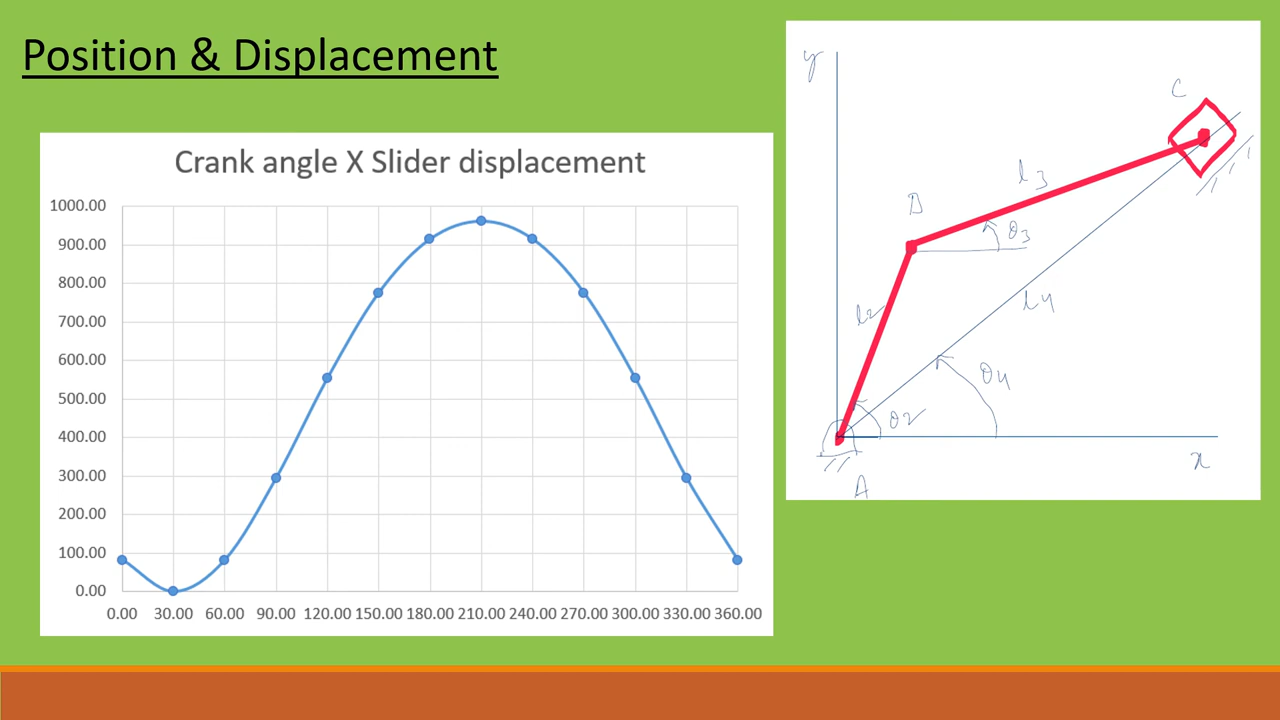 Position & Displacement
Crank angle X Slider displacement
1000.00
900.00
800.00
700.00
600.00
500.00
400.00
300.00
200.00
100.00
0.00
0.00 30.00 60.00 90.00 120.00 150.00 180.00 210.00 240.00 270.00 300.00 330.00 360.00
y
C
l3
B
θ3
l2
l4
θ4
θ2
x
A